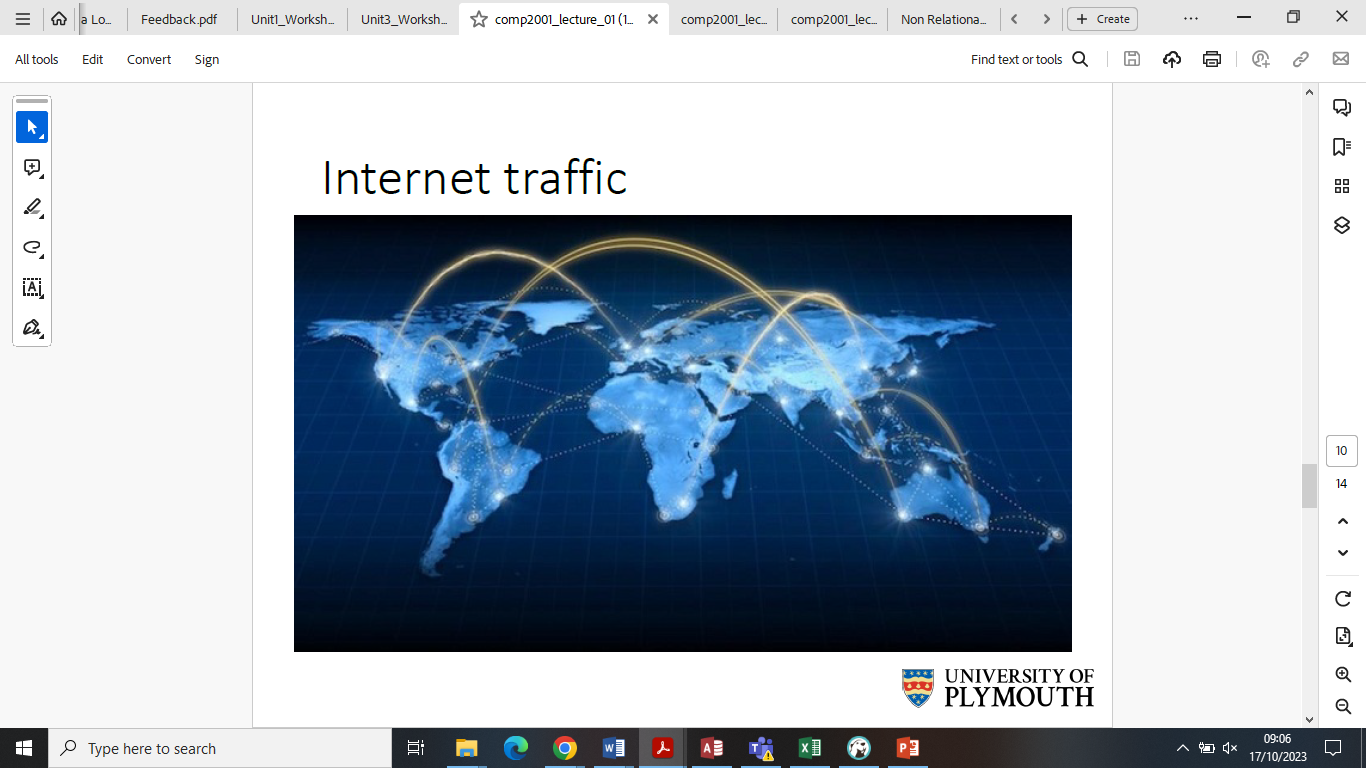 a Lo...
Feedback.pdf
Unit1_Worksh...
Unit3_Worksh...
comp2001_lecture_01 (1...
comp2001_lec...
comp2001_lec...
Non Relationa...
Create
All tools
Edit
Convert
Sign
Find text or tools
Internet traffic
UNIVERSITY OF
PLYMOUTH
10
14
Type here to search
09:06
17/10/2023